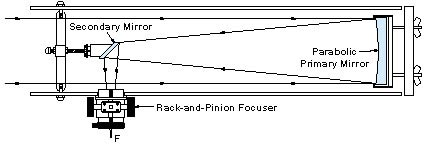 Secondary Mirror
Parabolic
Primary Mirror
Rack-and-Pinion Focuser
F